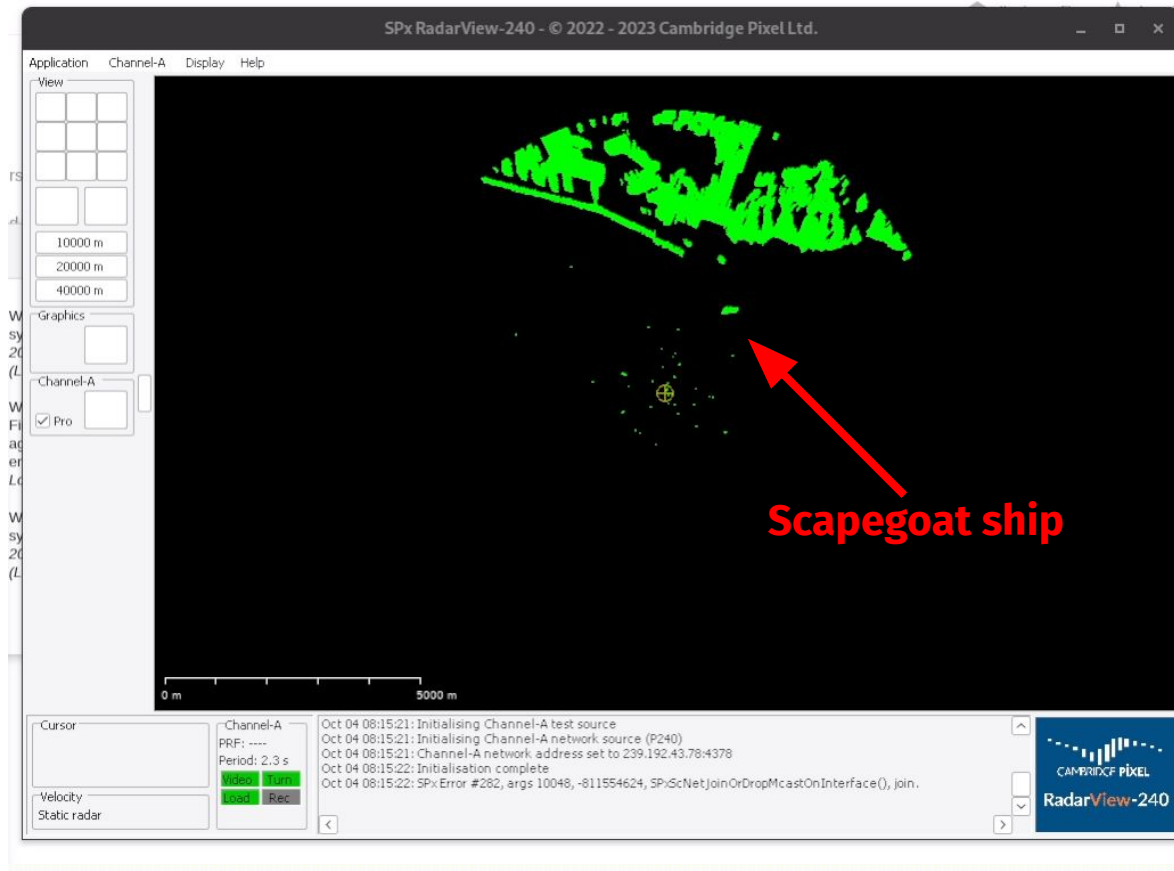 SPx RadarView-240 - © 2022 - 2023 Cambridge Pixel Ltd.
Application Channel-A Display Help
View
10000 m
20000 m
40000 m
Graphics
Channel-A
Pro
Scapegoat ship
0 m 5000 m
Cursor
Velocity
Static radar
Channel-A
PRF: ----
Period: 2.3 s
Video Turn
Load Rec
Oct 04 08:15:21: Initialising Channel-A test source
Oct 04 08:15:21: Initialising Channel-A network source (P240)
Oct 04 08:15:21: Channel-A network address set to 239.192.43.78:4378
Oct 04 08:15:22: Initialisation complete
Oct 04 08:15:22: SPx Error #282, args 10048, -811554624, SPxScNetJoinOrDropMcastOnInterface(), join.
CAMBRIDGE PIXEL
RadarView-240